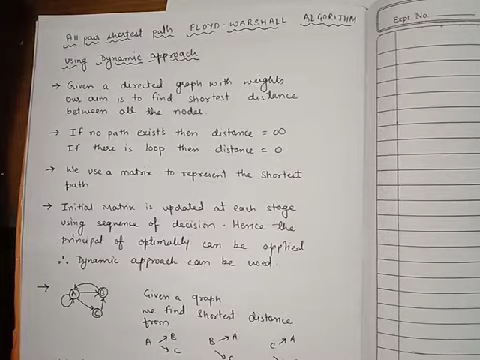 All pair shortest path FLOYD-WARSHALL ALGORITHM
using Dynamic approach
→ Given a directed graph with weights
our aim is to find shortest distance
between all the nodes.
→ If no path exists then distance = ∞
If there is loop then distance = 0
→ We use a matrix to represent the shortest
path
→ Initial matrix is updated at each stage
using sequence of decision. Hence the
principal of optimality can be applied
∴ Dynamic approach can be used.
→ A
Given a graph
we find shortest distance
from
A → B
→ C
B → A
→ C
C → A
Expt. No.